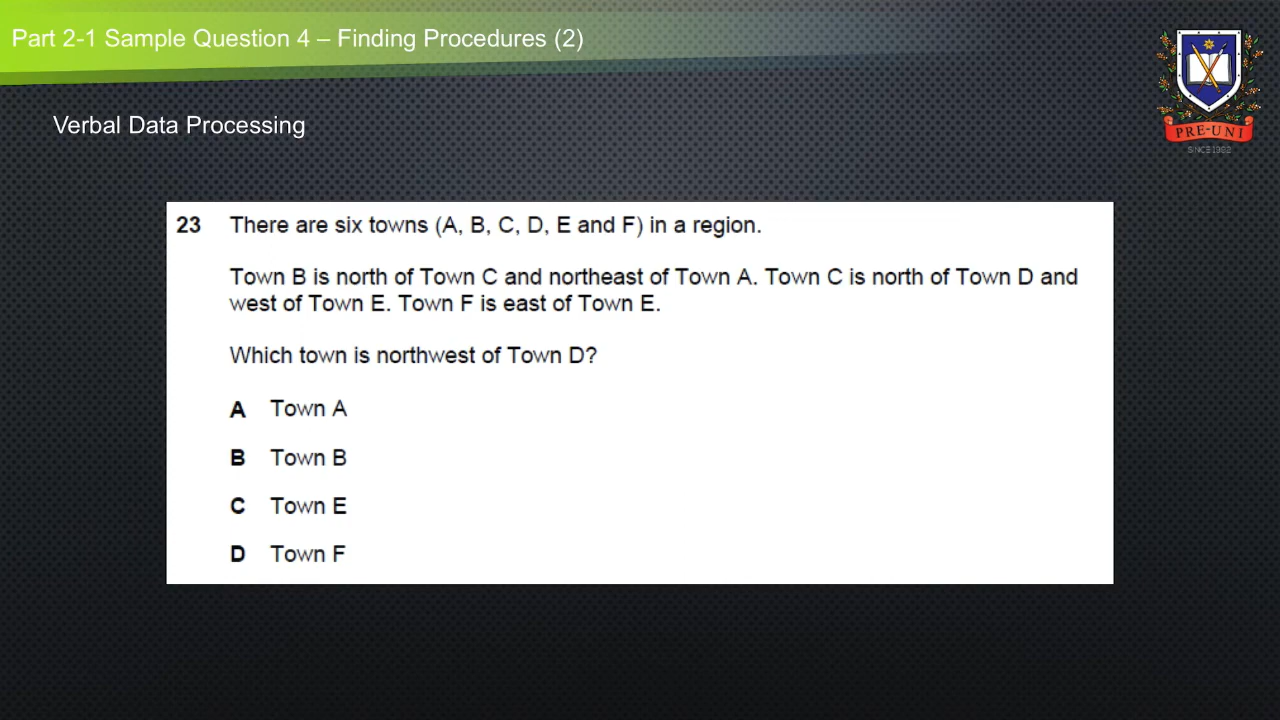 Part 2-1 Sample Question 4 – Finding Procedures (2)
PRE-UNI
SINCE 1992
Verbal Data Processing
23 There are six towns (A, B, C, D, E and F) in a region.
Town B is north of Town C and northeast of Town A. Town C is north of Town D and
west of Town E. Town F is east of Town E.
Which town is northwest of Town D?
A Town A
B Town B
C Town E
D Town F